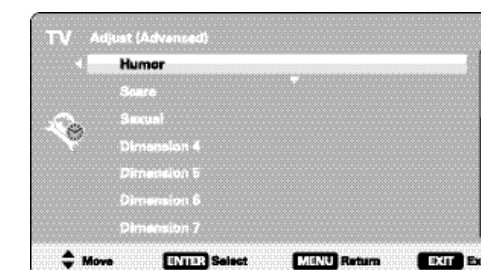 TV Adjust (Advanced)
Humor
Scare
Sexual
Dimension 4
Dimension 5
Dimension 6
Dimension 7
Move ENTER Select MENU Return EXIT Ex